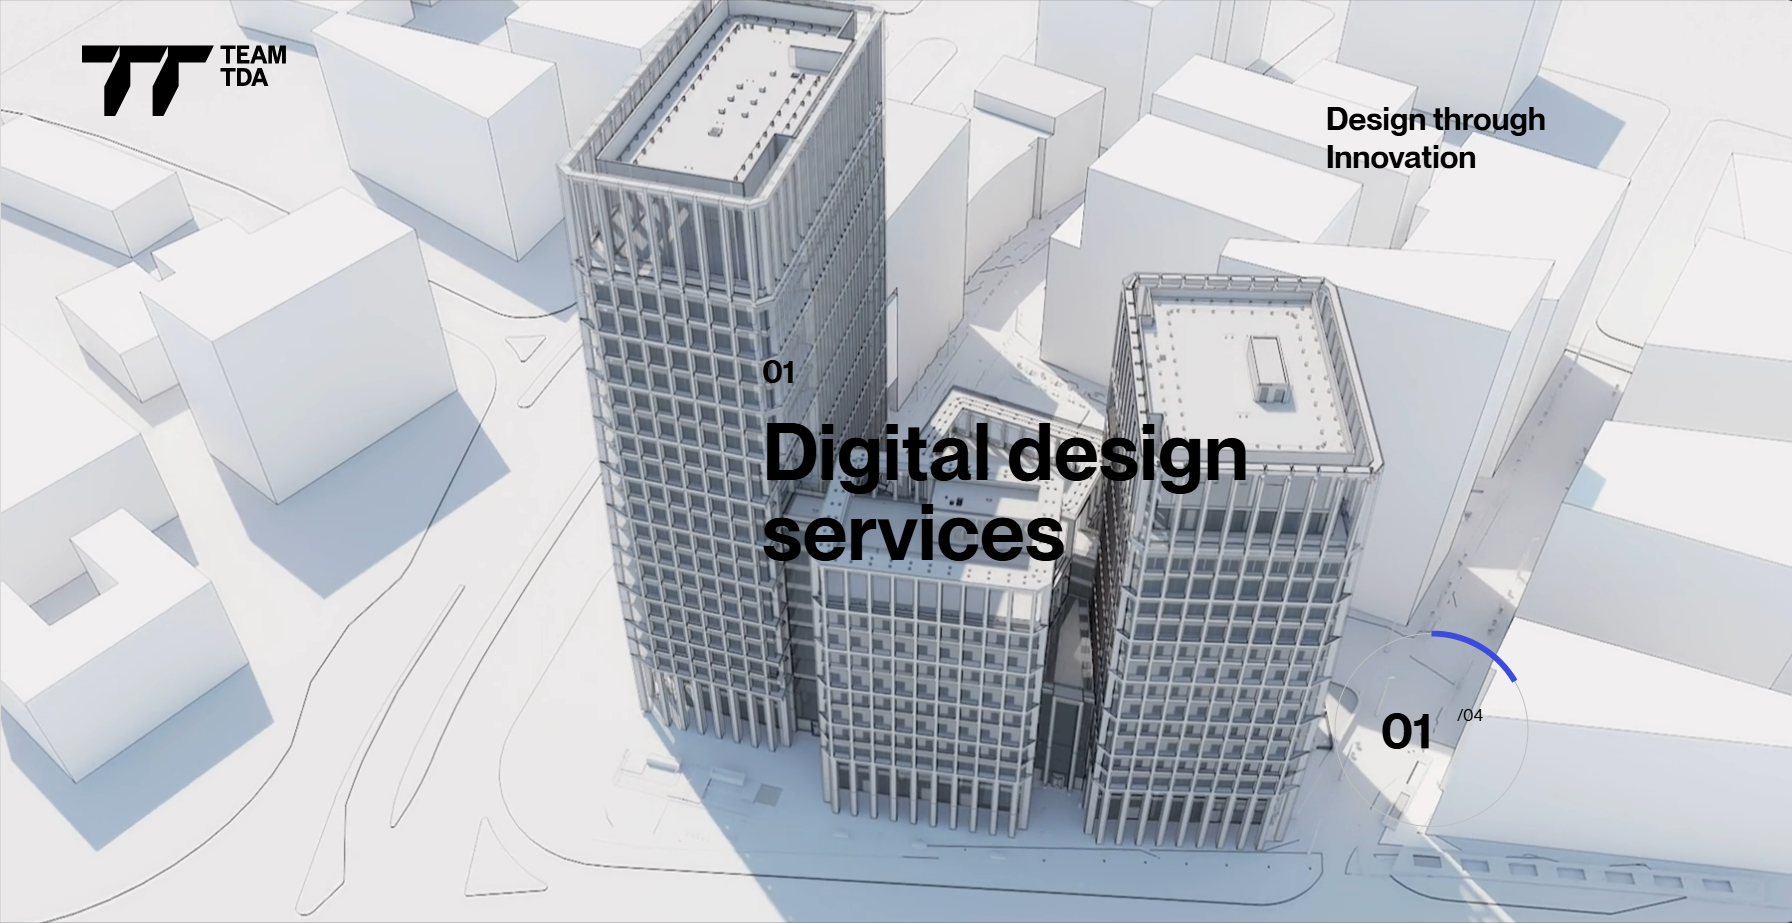 TEAM
TDA
Design through
Innovation
01
Digital design
services
01 /04